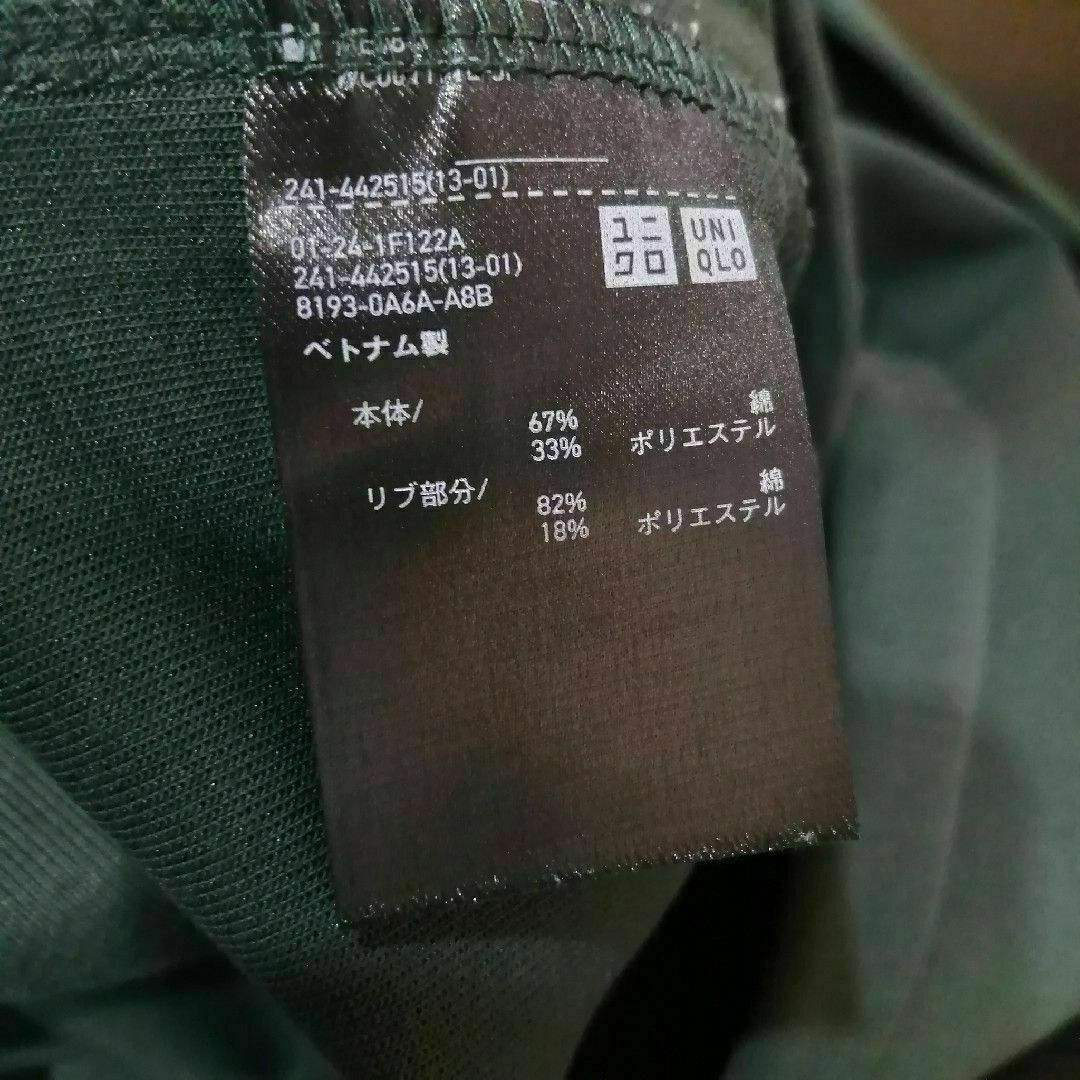 241-442515(13-01)
ユニ
クロ
UNI
QLO
01-24-1F122A
241-442515(13-01)
8193-0A6A-A8B
ベトナム製
本体/ 67% 綿
33% ポリエステル
リブ部分/ 82% 綿
18% ポリエステル